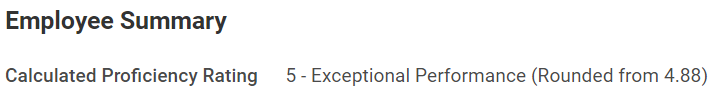 Employee Summary
Calculated Proficiency Rating 5 - Exceptional Performance (Rounded from 4.88)